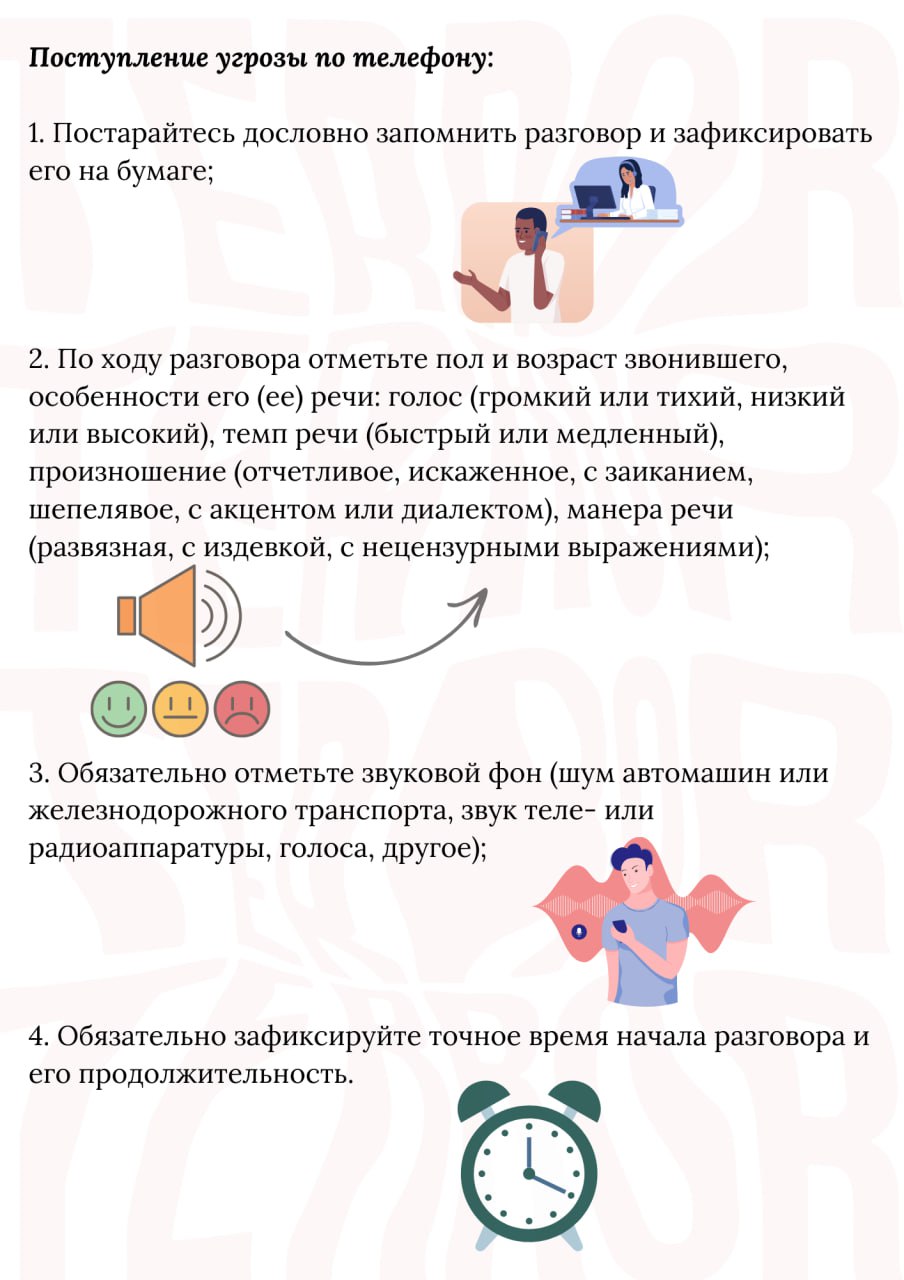 Поступление угрозы по телефону:
1. Постарайтесь дословно запомнить разговор и зафиксировать
его на бумаге;
2. По ходу разговора отметьте пол и возраст звонившего,
особенности его (ее) речи: голос (громкий или тихий, низкий
или высокий), темп речи (быстрый или медленный),
произношение (отчетливое, искаженное, с заиканием,
шепелявое, с акцентом или диалектом), манера речи
(развязная, с издевкой, с нецензурными выражениями);
3. Обязательно отметьте звуковой фон (шум автомашин или
железнодорожного транспорта, звук теле- или
радиоаппаратуры, голоса, другое);
4. Обязательно зафиксируйте точное время начала разговора и
его продолжительность.